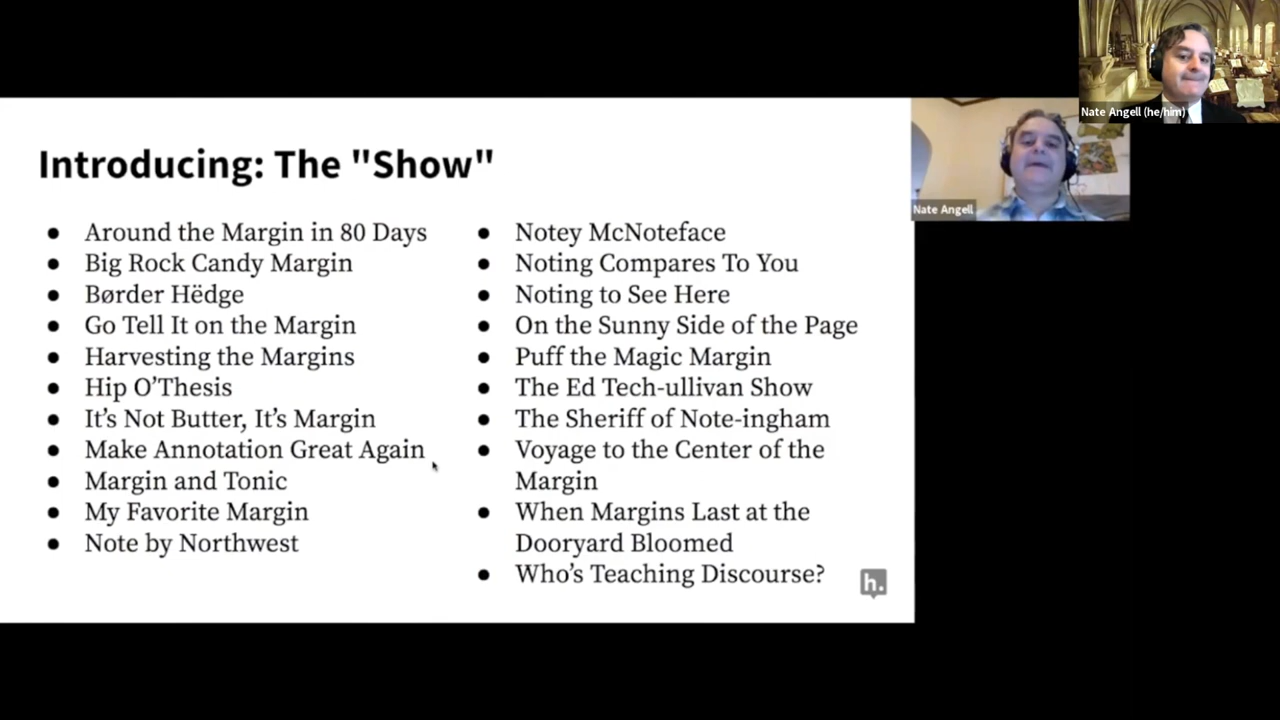 Introducing: The "Show"
● Around the Margin in 80 Days
● Big Rock Candy Margin
● Børder Hëdge
● Go Tell It on the Margin
● Harvesting the Margins
● Hip O’Thesis
● It’s Not Butter, It’s Margin
● Make Annotation Great Again
● Margin and Tonic
● My Favorite Margin
● Note by Northwest
● Notey McNoteface
● Noting Compares To You
● Noting to See Here
● On the Sunny Side of the Page
● Puff the Magic Margin
● The Ed Tech-ullivan Show
● The Sheriff of Note-ingham
● Voyage to the Center of the
Margin
● When Margins Last at the
Dooryard Bloomed
● Who’s Teaching Discourse?
h.
Nate Angell
Nate Angell (he/him)